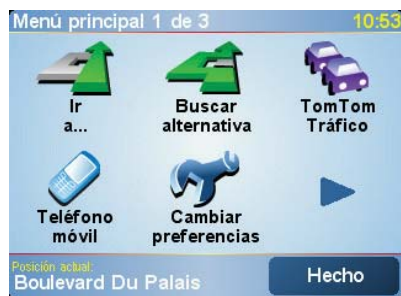 Menú principal 1 de 3
10:53
Ir
a...
Buscar
alternativa
TomTom
Tráfico
Teléfono
móvil
Cambiar
preferencias
Posición actual:
Boulevard Du Palais
Hecho